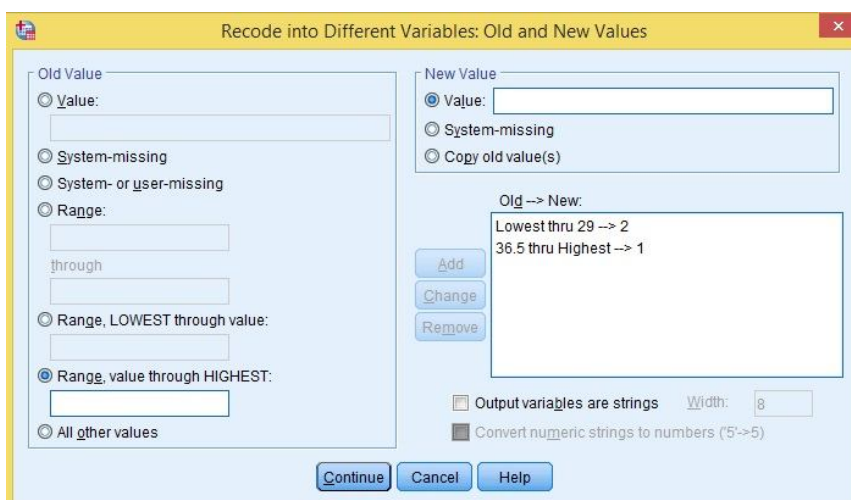 Recode into Different Variables: Old and New Values
Old Value
Value:
System-missing
System- or user-missing
Range:
through
Range, LOWEST through value:
Range, value through HIGHEST:
All other values
New Value
Value:
System-missing
Copy old value(s)
Old --> New:
Lowest thru 29 --> 2
36.5 thru Highest --> 1
Add
Change
Remove
Output variables are strings Width: 8
Convert numeric strings to numbers ('5'->5)
Continue Cancel Help